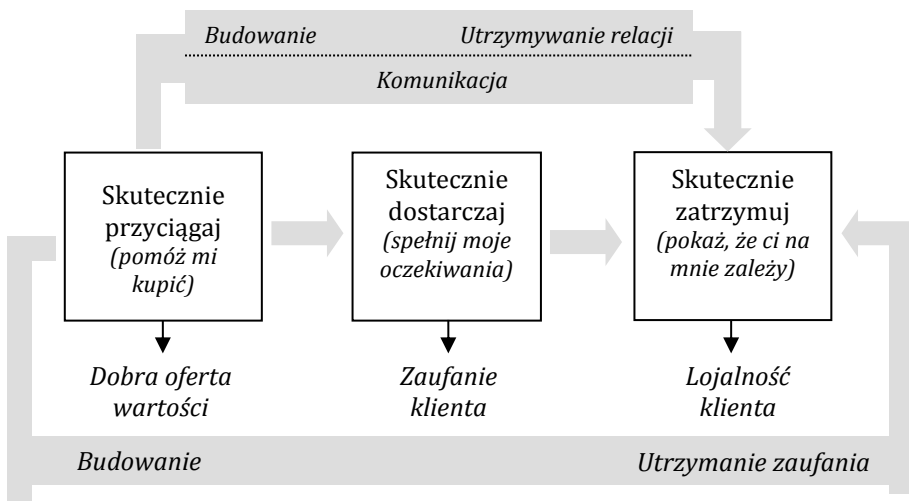 Budowanie Utrzymywanie relacji
Komunikacja
Skutecznie
przyciągaj
(pomóż mi
kupić)
Skutecznie
dostarczaj
(spełnij moje
oczekiwania)
Skutecznie
zatrzymuj
(pokaż, że ci na
mnie zależy)
Dobra oferta
wartości
Zaufanie
klienta
Lojalność
klienta
Budowanie Utrzymanie zaufania